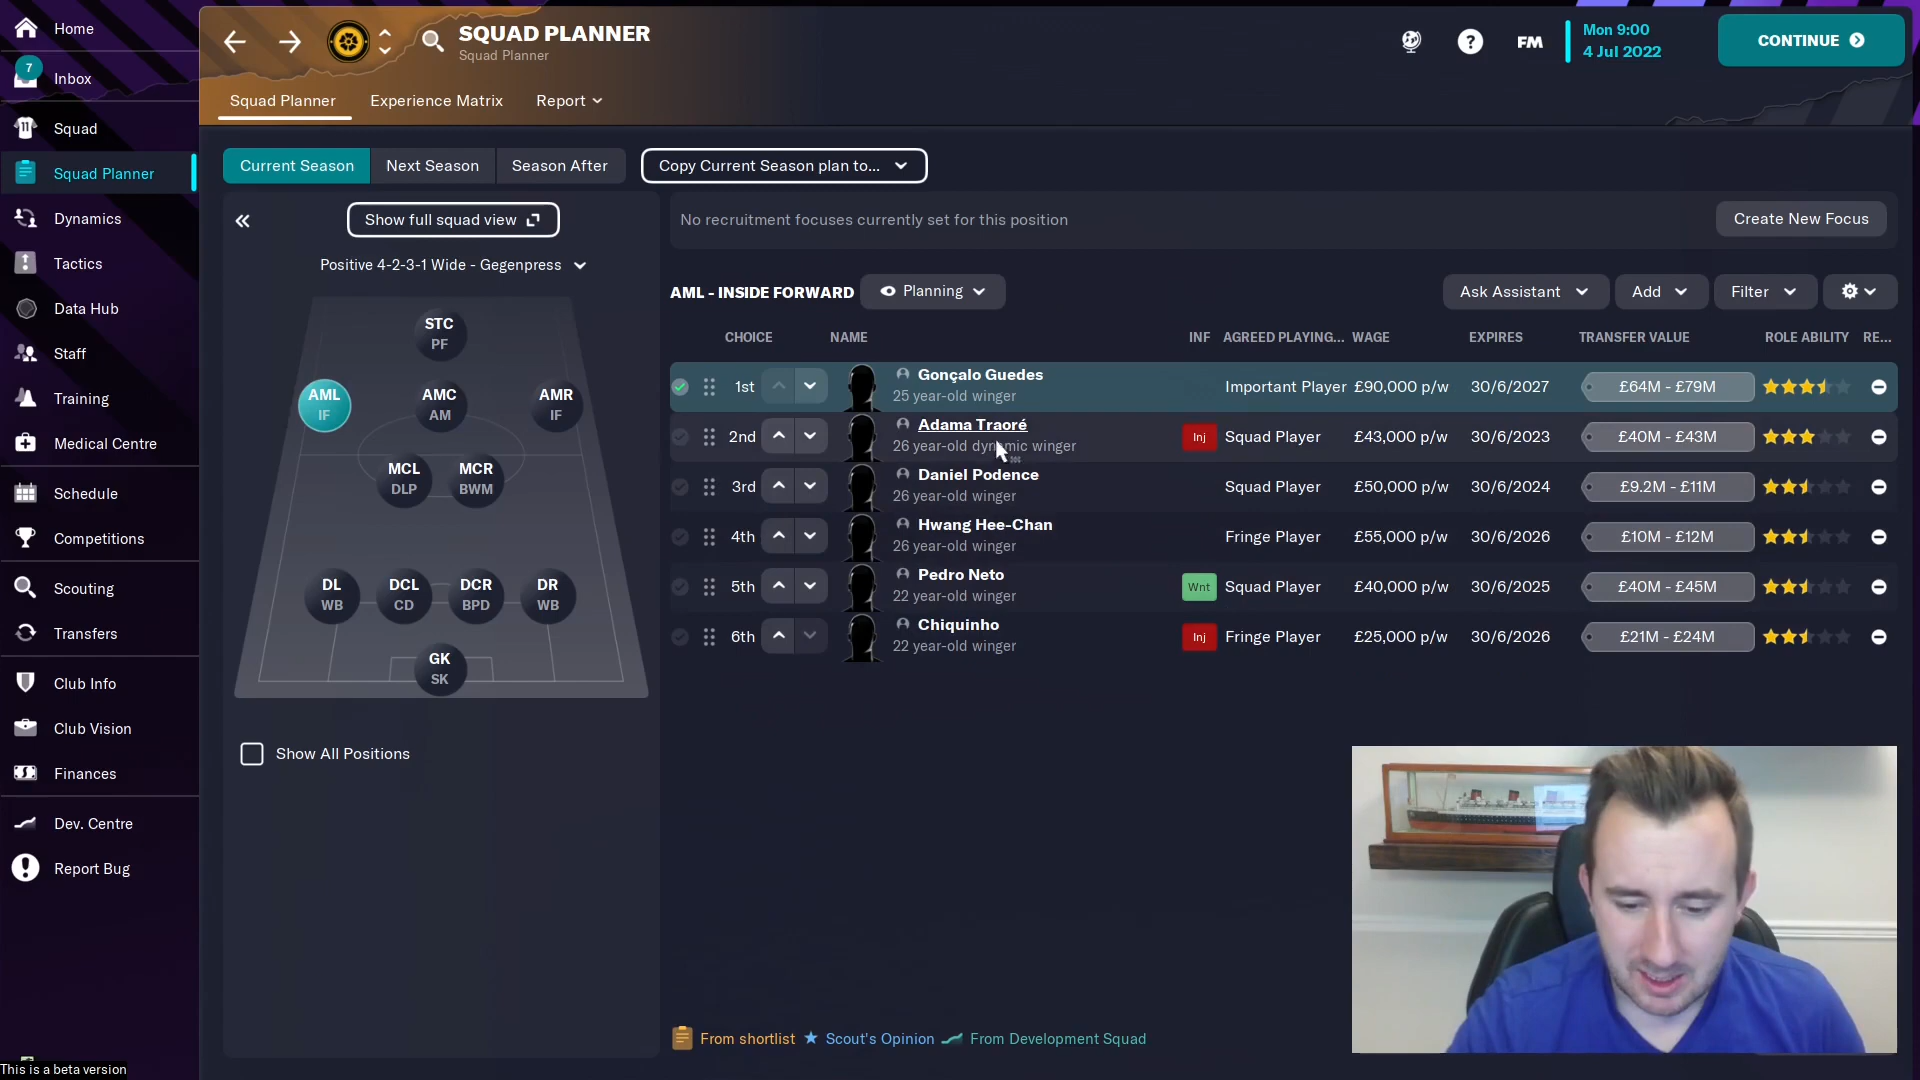 Home
7
Inbox
11
Squad
Squad Planner
Dynamics
Tactics
Data Hub
Staff
Training
Medical Centre
Schedule
Competitions
Scouting
Transfers
Club Info
Club Vision
Finances
Dev. Centre
Report Bug
This is a beta version
SQUAD PLANNER
Squad Planner
?
FM
Mon 9:00
4 Jul 2022
CONTINUE
Squad Planner
Experience Matrix
Report
Current Season
Next Season
Season After
Copy Current Season plan to...
Show full squad view
Positive 4-2-3-1 Wide - Gegenpress
STC
PF
AML
IF
AMC
AM
AMR
IF
MCL
DLP
MCR
BWM
DL
WB
DCL
CD
DCR
BPD
DR
WB
GK
SK
Show All Positions
No recruitment focuses currently set for this position
Create New Focus
AML - INSIDE FORWARD
Planning
Ask Assistant
Add
Filter
CHOICE NAME INF AGREED PLAYING... WAGE EXPIRES TRANSFER VALUE ROLE ABILITY RE...
1st Gonçalo Guedes Important Player £90,000 p/w 30/6/2027 £64M - £79M
25 year-old winger
2nd Adama Traoré Inj Squad Player £43,000 p/w 30/6/2023 £40M - £43M
26 year-old dynamic winger
3rd Daniel Podence Squad Player £50,000 p/w 30/6/2024 £9.2M - £11M
26 year-old winger
4th Hwang Hee-Chan Fringe Player £55,000 p/w 30/6/2026 £10M - £12M
26 year-old winger
5th Pedro Neto Wnt Squad Player £40,000 p/w 30/6/2025 £40M - £45M
22 year-old winger
6th Chiquinho Inj Fringe Player £25,000 p/w 30/6/2026 £21M - £24M
22 year-old winger
From shortlist Scout's Opinion From Development Squad